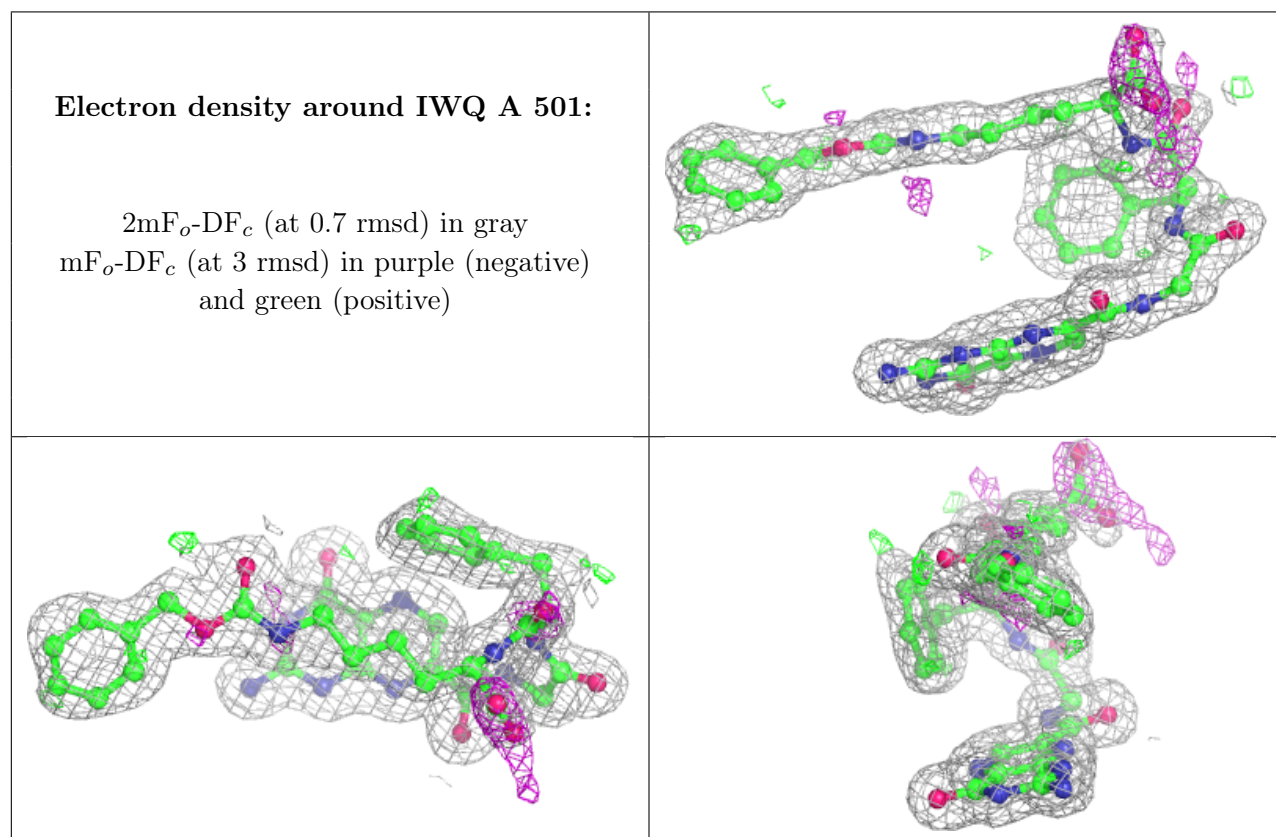 Electron density around IWQ A 501:
2mFo-DFc (at 0.7 rmsd) in gray
mFo-DFc (at 3 rmsd) in purple (negative)
and green (positive)